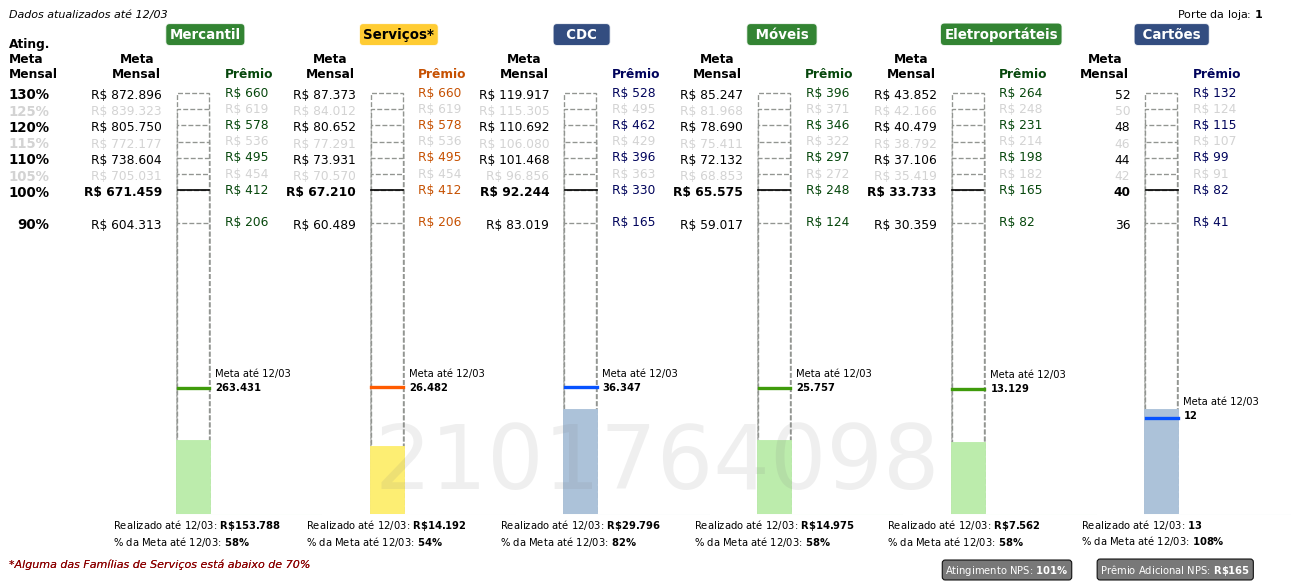 Dados atualizados até 12/03
Porte da loja: 1
Mercantil Serviços* CDC Móveis Eletroportáteis Cartões
Ating. Meta Mensal
Meta Mensal Prêmio Meta Mensal Prêmio Meta Mensal Prêmio Meta Mensal Prêmio Meta Mensal Prêmio Meta Mensal Prêmio
130% R$ 872.896 R$ 660 R$ 87.373 R$ 660 R$ 119.917 R$ 528 R$ 85.247 R$ 396 R$ 43.852 R$ 264 52 R$ 132
125% R$ 839.323 R$ 619 R$ 84.012 R$ 619 R$ 115.305 R$ 495 R$ 81.968 R$ 371 R$ 42.166 R$ 248 50 R$ 124
120% R$ 805.750 R$ 578 R$ 80.652 R$ 578 R$ 110.692 R$ 462 R$ 78.690 R$ 346 R$ 40.479 R$ 231 48 R$ 115
115% R$ 772.177 R$ 536 R$ 77.291 R$ 536 R$ 106.080 R$ 429 R$ 75.411 R$ 322 R$ 38.792 R$ 214 46 R$ 107
110% R$ 738.604 R$ 495 R$ 73.931 R$ 495 R$ 101.468 R$ 396 R$ 72.132 R$ 297 R$ 37.106 R$ 198 44 R$ 99
105% R$ 705.031 R$ 454 R$ 70.570 R$ 454 R$ 96.856 R$ 363 R$ 68.853 R$ 272 R$ 35.419 R$ 182 42 R$ 91
100% R$ 671.459 R$ 412 R$ 67.210 R$ 412 R$ 92.244 R$ 330 R$ 65.575 R$ 248 R$ 33.733 R$ 165 40 R$ 82
90% R$ 604.313 R$ 206 R$ 60.489 R$ 206 R$ 83.019 R$ 165 R$ 59.017 R$ 124 R$ 30.359 R$ 82 36 R$ 41
Meta até 12/03 Meta até 12/03 Meta até 12/03 Meta até 12/03 Meta até 12/03 Meta até 12/03
263.431 26.482 36.347 25.757 13.129 12
2101764098
Realizado até 12/03: R$153.788 Realizado até 12/03: R$14.192 Realizado até 12/03: R$29.796 Realizado até 12/03: R$14.975 Realizado até 12/03: R$7.562 Realizado até 12/03: 13
% da Meta até 12/03: 58% % da Meta até 12/03: 54% % da Meta até 12/03: 82% % da Meta até 12/03: 58% % da Meta até 12/03: 58% % da Meta até 12/03: 108%
*Alguma das Famílias de Serviços está abaixo de 70%
Atingimento NPS: 101% Prêmio Adicional NPS: R$165